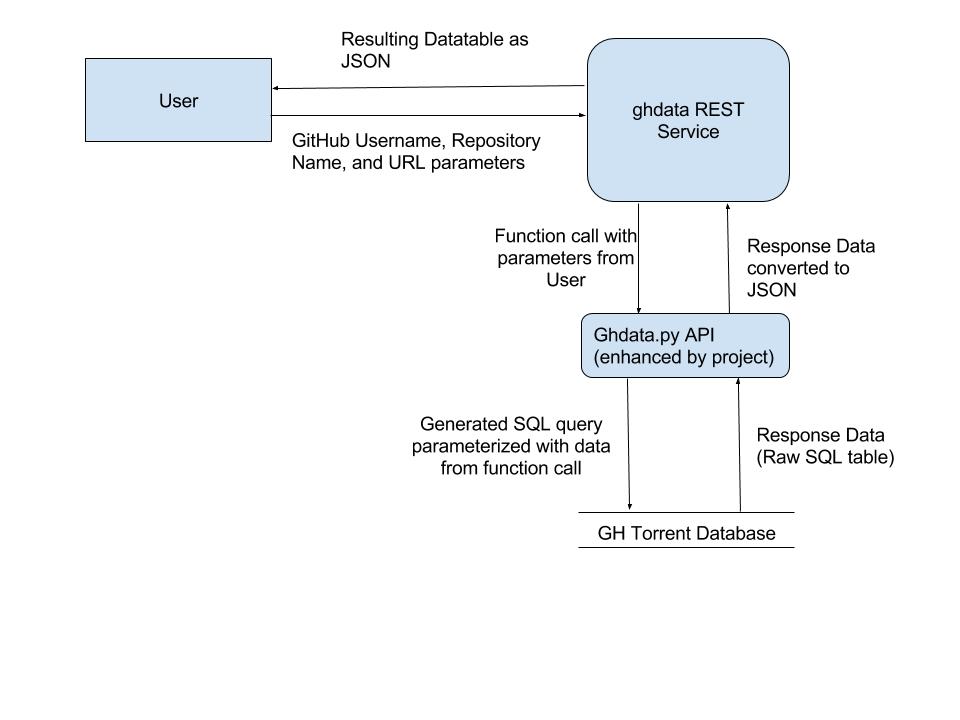 Resulting Datatable as
JSON
User
ghdata REST
Service
GitHub Username, Repository
Name, and URL parameters
Function call with
parameters from
User
Response Data
converted to
JSON
Ghdata.py API
(enhanced by project)
Generated SQL query
parameterized with data
from function call
Response Data
(Raw SQL table)
GH Torrent Database